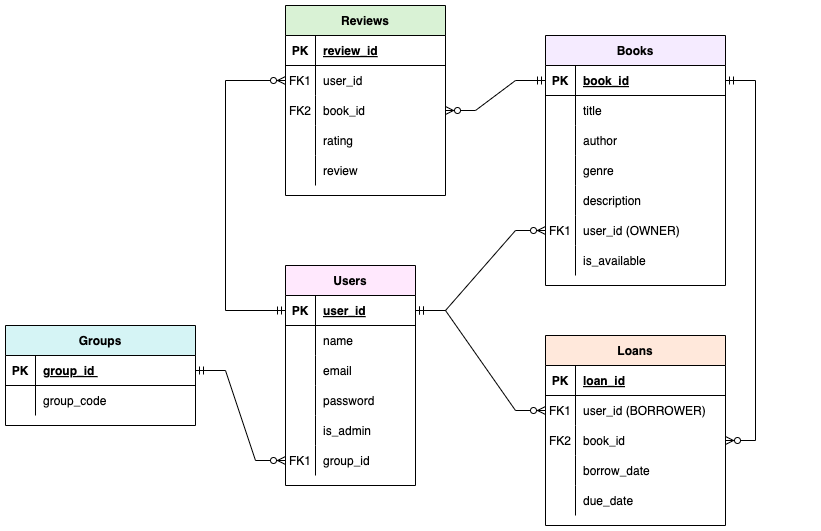 Reviews
PK review_id
FK1 user_id
FK2 book_id
rating
review
Books
PK book_id
title
author
genre
description
FK1 user_id (OWNER)
is_available
Users
PK user_id
name
email
password
is_admin
FK1 group_id
Groups
PK group_id
group_code
Loans
PK loan_id
FK1 user_id (BORROWER)
FK2 book_id
borrow_date
due_date